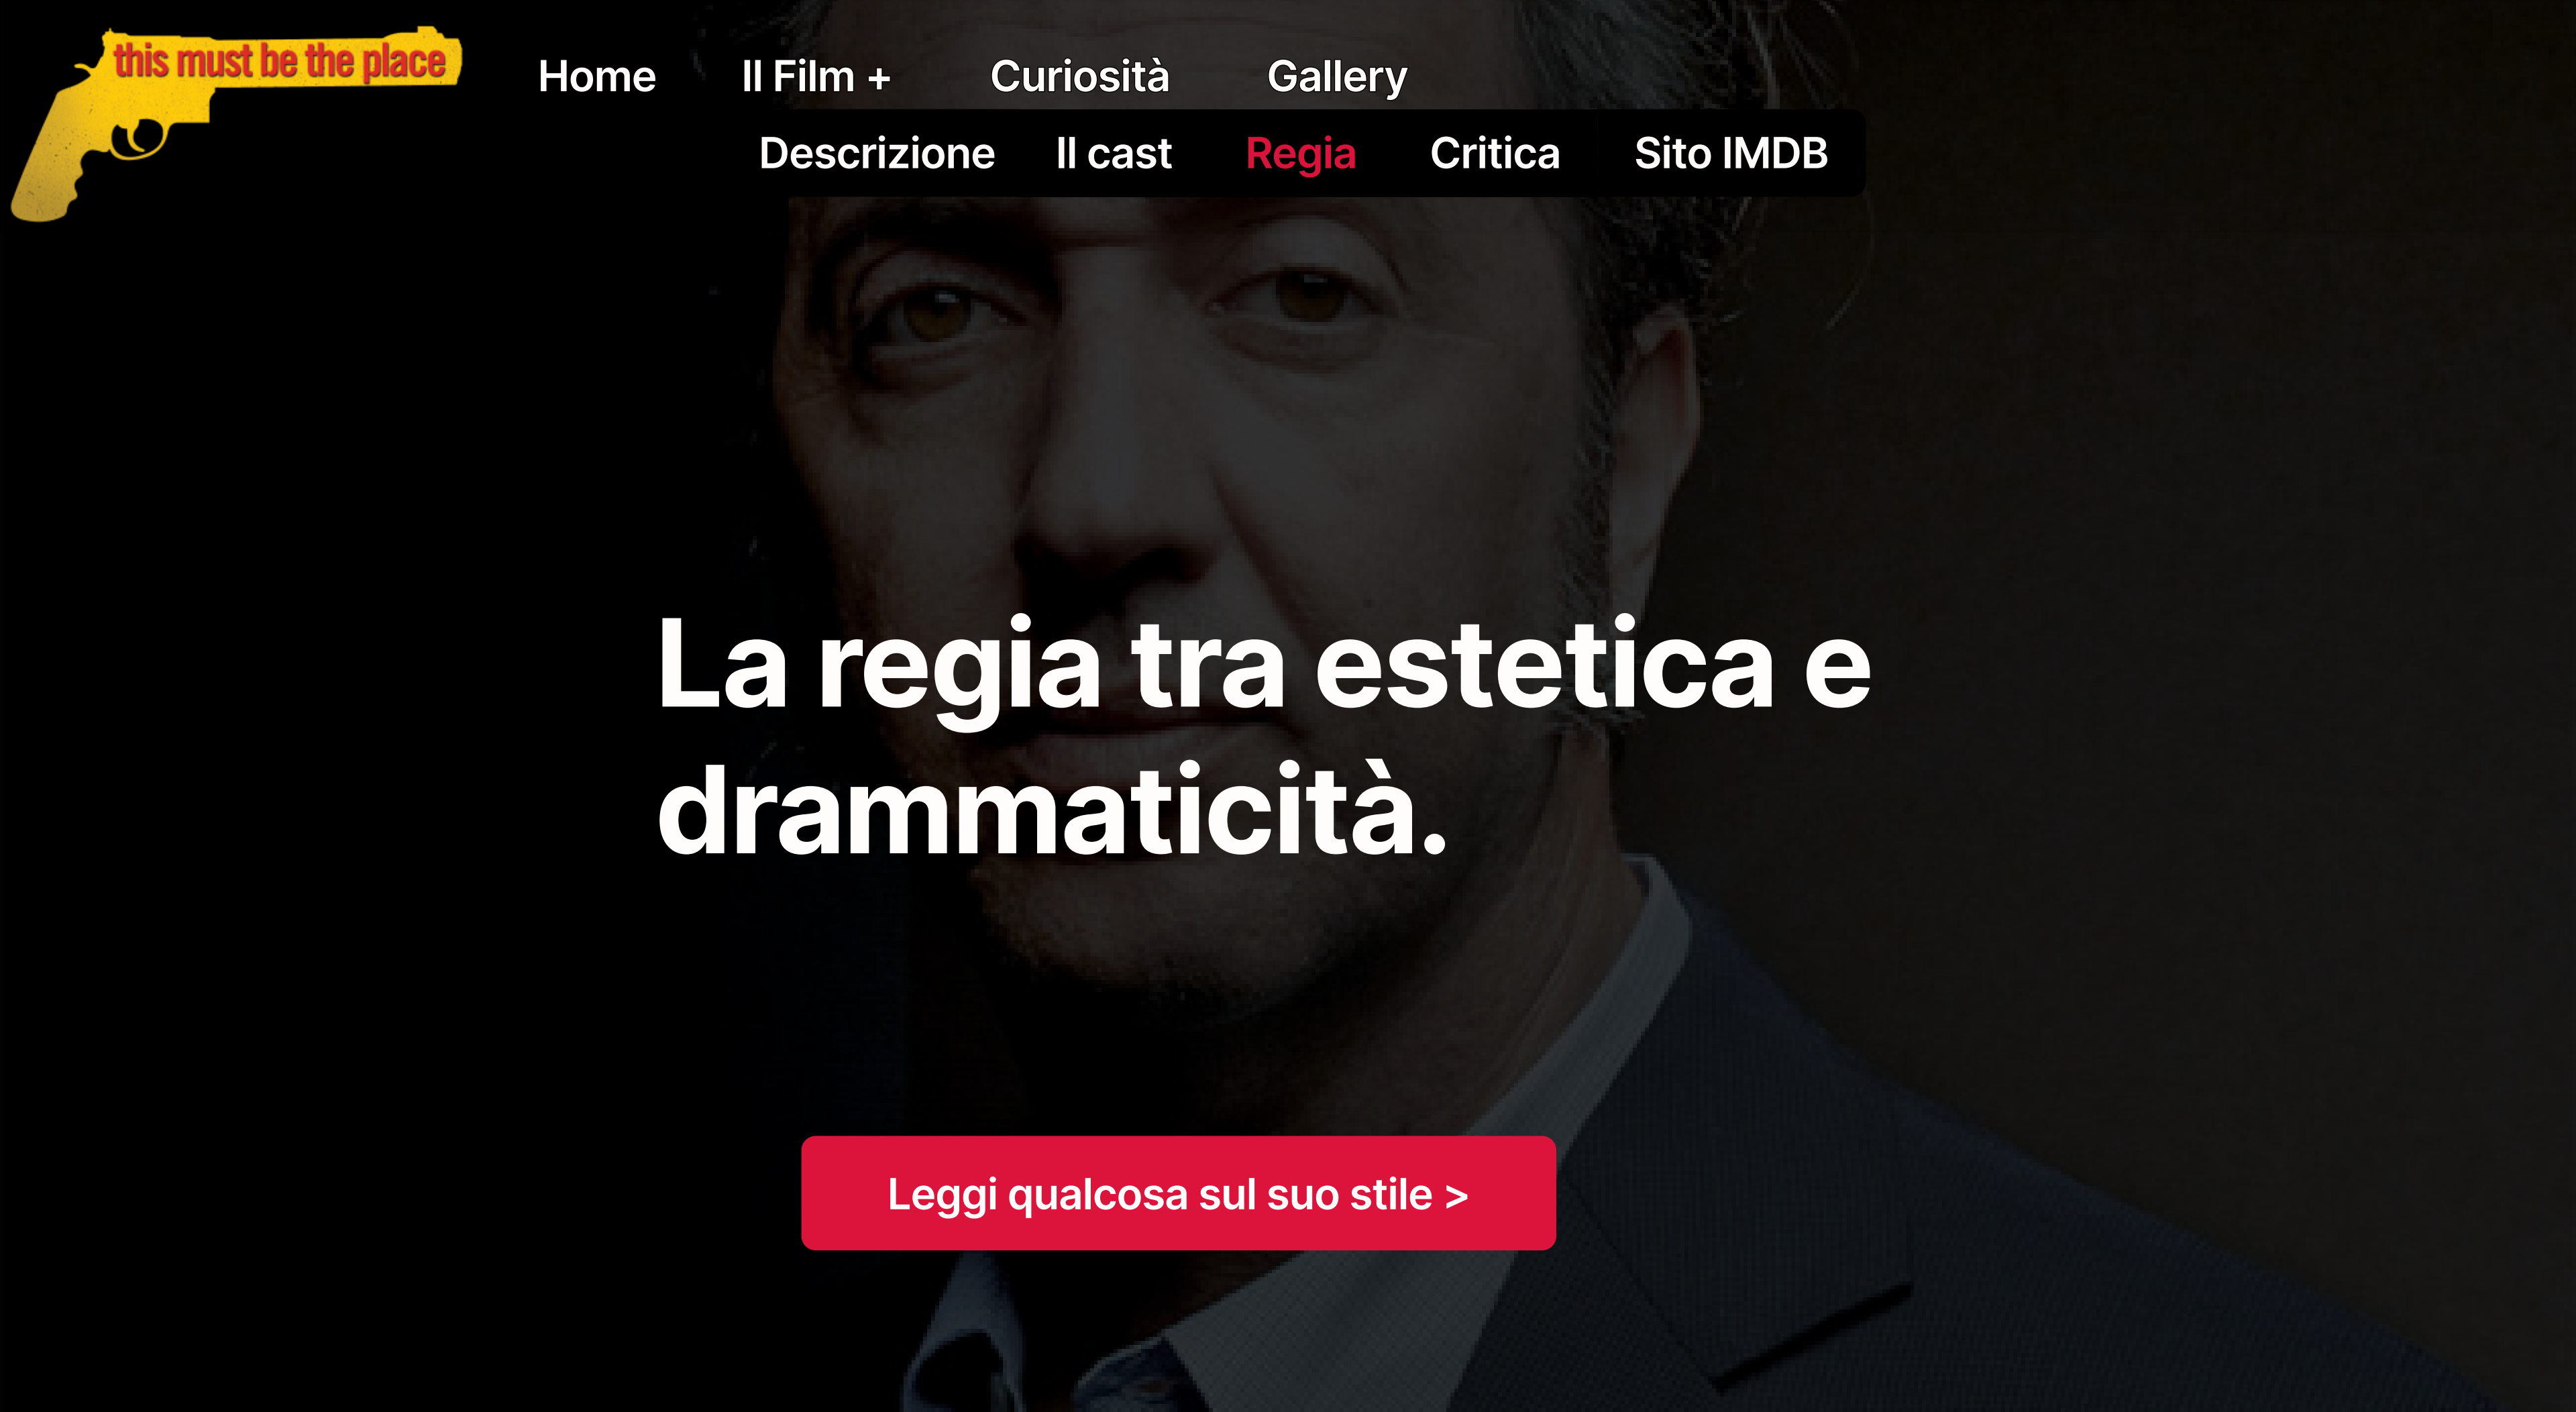 this must be the place
Home Il Film + Curiosità Gallery
Descrizione Il cast Regia Critica Sito IMDB
La regia tra estetica e
drammaticità.
Leggi qualcosa sul suo stile >